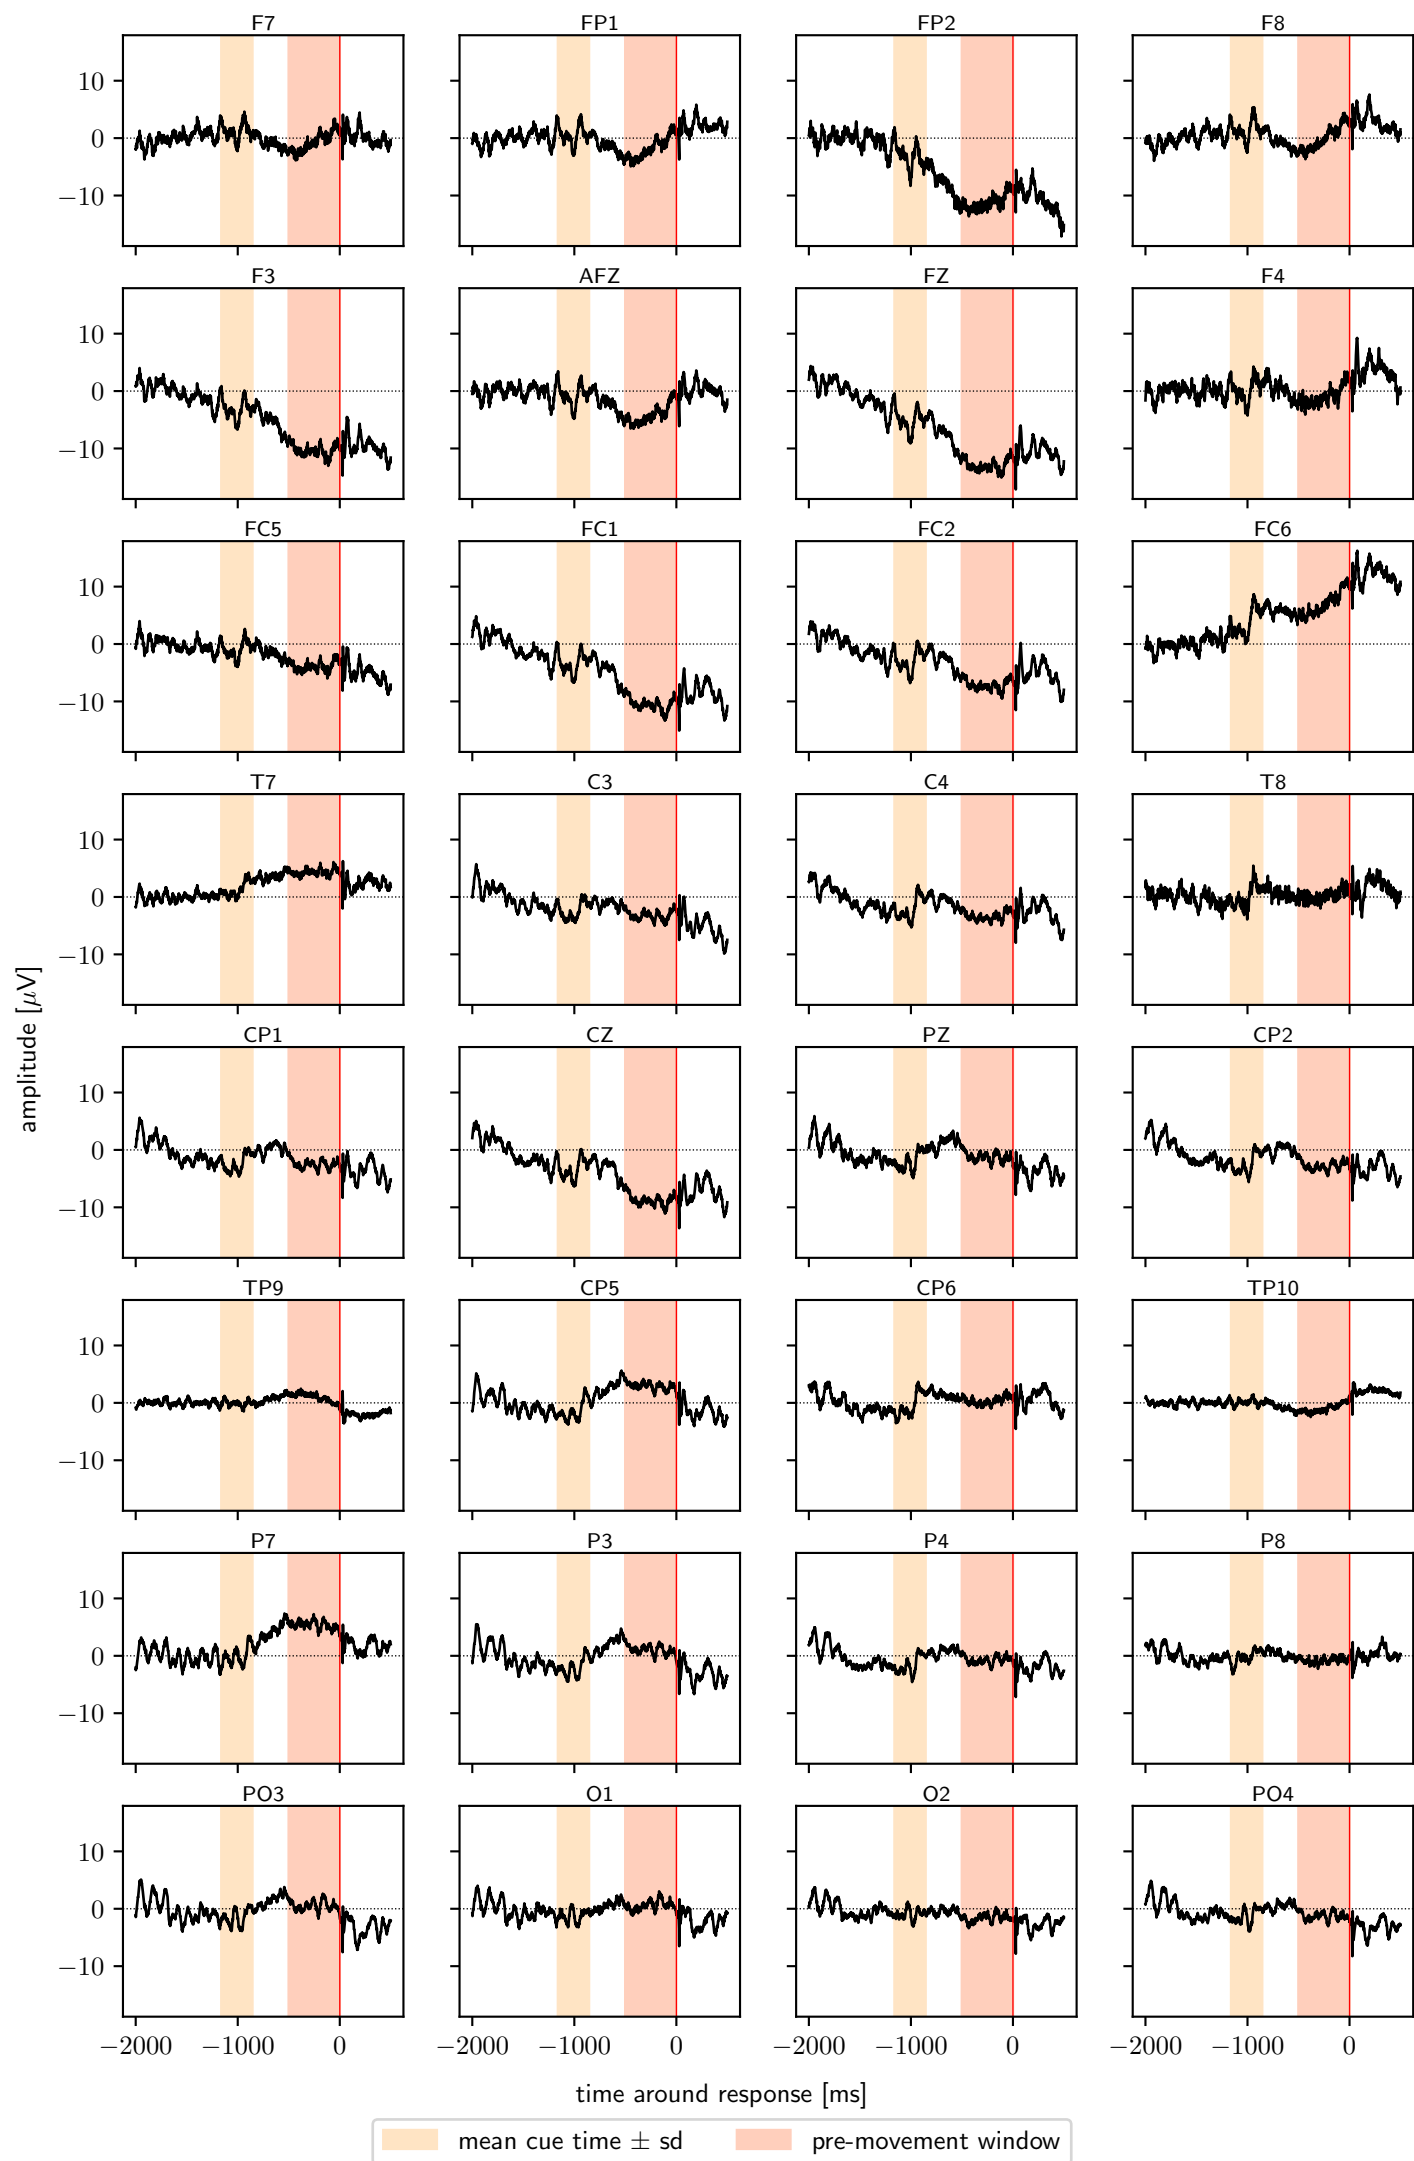 F7 FP1 FP2 F8
10
0
−10
F3 AFZ FZ F4
10
0
−10
FC5 FC1 FC2 FC6
10
0
−10
T7 C3 C4 T8
10
0
−10
CP1 CZ PZ CP2
10
0
−10
TP9 CP5 CP6 TP10
10
0
−10
P7 P3 P4 P8
10
0
−10
PO3 O1 O2 PO4
10
0
−10
−2000 −1000 0 −2000 −1000 0 −2000 −1000 0 −2000 −1000 0
amplitude [μV]
time around response [ms]
mean cue time ± sd pre-movement window